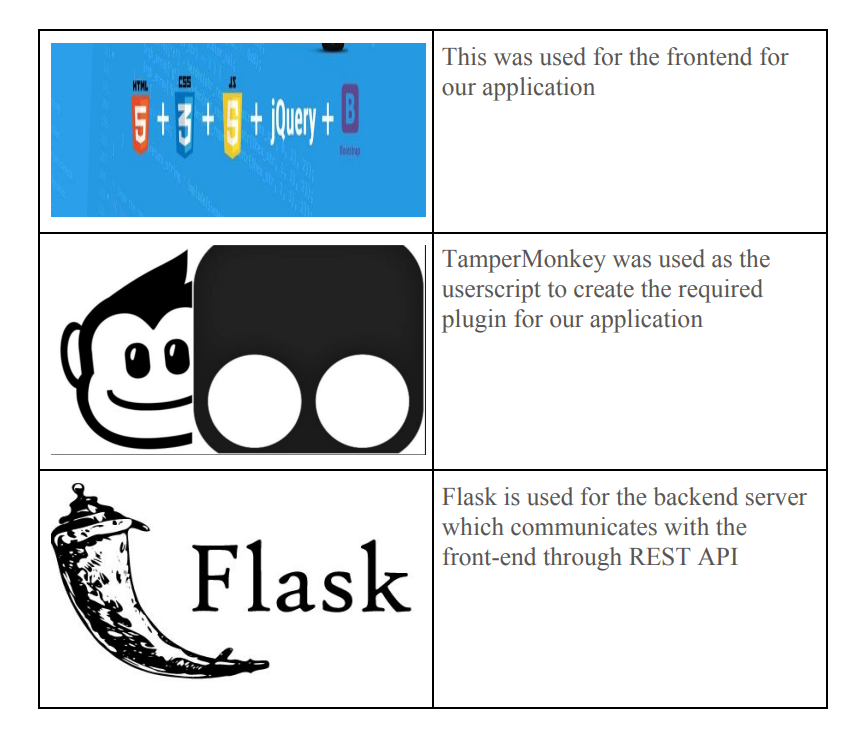 HTML CSS JS
5 + 3 + 5 + jQuery + B
Bootstrap
This was used for the frontend for
our application
TamperMonkey was used as the
userscript to create the required
plugin for our application
Flask
Flask is used for the backend server
which communicates with the
front-end through REST API